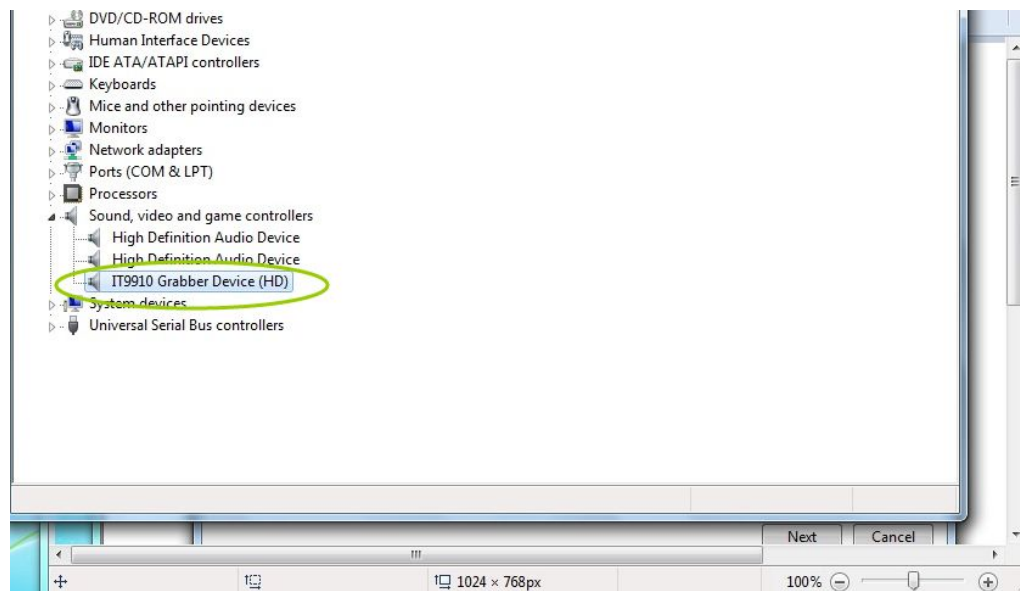 DVD/CD-ROM drives
Human Interface Devices
IDE ATA/ATAPI controllers
Keyboards
Mice and other pointing devices
Monitors
Network adapters
Ports (COM & LPT)
Processors
Sound, video and game controllers
High Definition Audio Device
High Definition Audio Device
IT9910 Grabber Device (HD)
System devices
Universal Serial Bus controllers
Next Cancel
1024 × 768px 100%